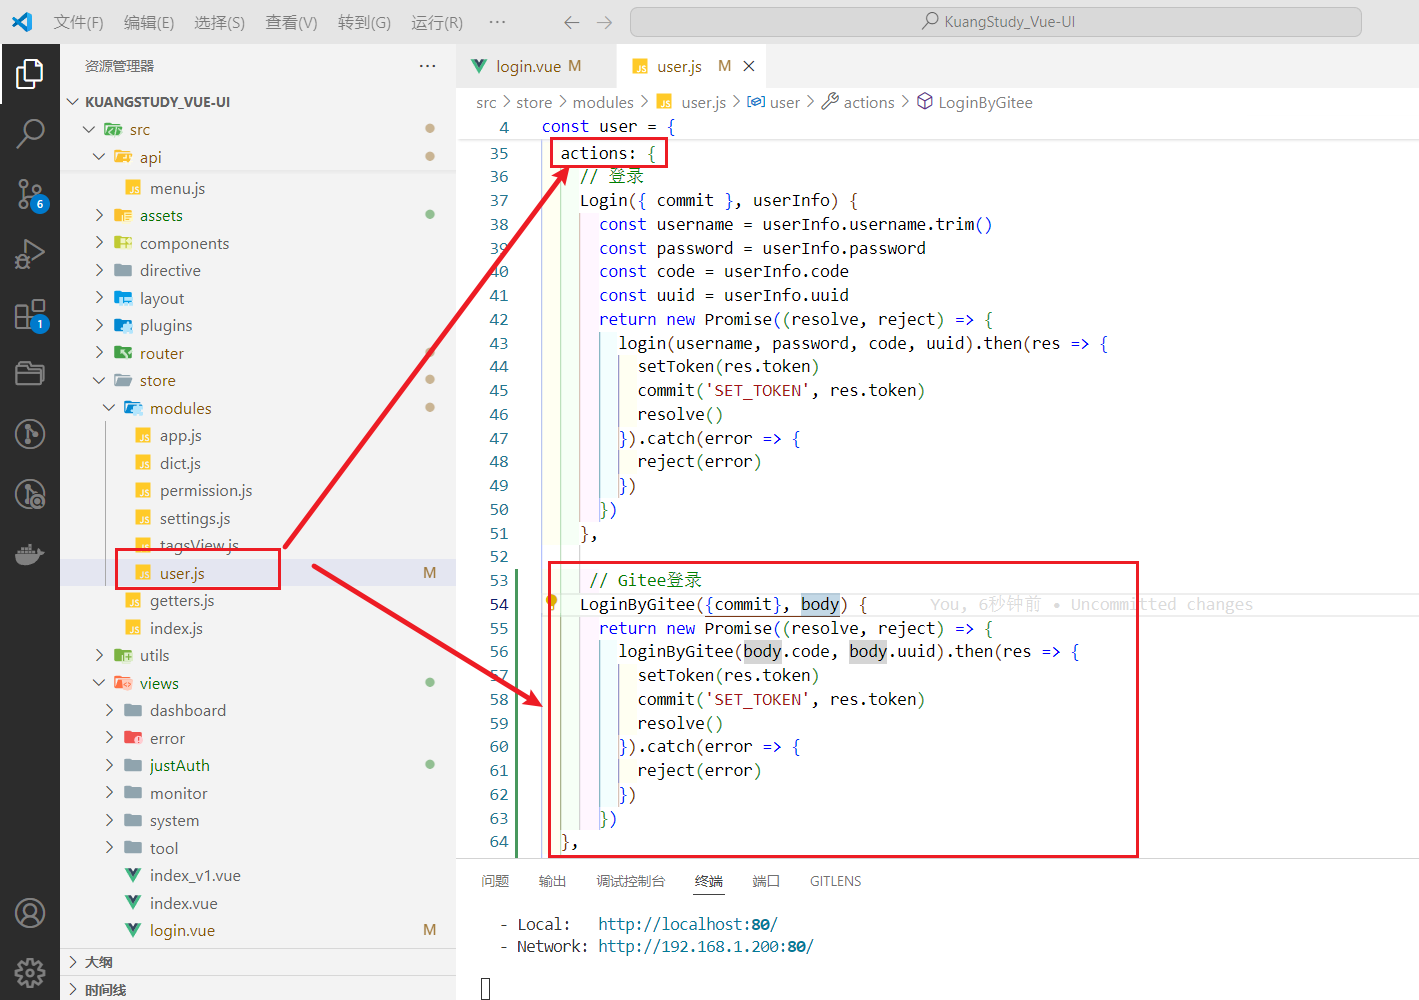 文件(F) 编辑(E) 选择(S) 查看(V) 转到(G) 运行(R) ··· KuangStudy_Vue-UI
资源管理器 ···
KUANGSTUDY_VUE-UI
src
api
menu.js
assets
components
directive
layout
plugins
router
store
modules
app.js
dict.js
permission.js
settings.js
tagsView.js
user.js M
getters.js
index.js
utils
views
dashboard
error
justAuth
monitor
system
tool
index_v1.vue
index.vue
login.vue M
大纲
时间线
6
1
login.vue M user.js M
src > store > modules > user.js > user > actions > LoginByGitee
4 const user = {
35 actions: {
36 // 登录
37 Login({ commit }, userInfo) {
38 const username = userInfo.username.trim()
39 const password = userInfo.password
40 const code = userInfo.code
41 const uuid = userInfo.uuid
42 return new Promise((resolve, reject) => {
43 login(username, password, code, uuid).then(res => {
44 setToken(res.token)
45 commit('SET_TOKEN', res.token)
46 resolve()
47 }).catch(error => {
48 reject(error)
49 })
50 })
51 },
52
53 // Gitee登录
54 LoginByGitee({commit}, body) { You, 6秒钟前 • Uncommitted changes
55 return new Promise((resolve, reject) => {
56 loginByGitee(body.code, body.uuid).then(res => {
57 setToken(res.token)
58 commit('SET_TOKEN', res.token)
59 resolve()
60 }).catch(error => {
61 reject(error)
62 })
63 })
64 },
问题 输出 调试控制台 终端 端口 GITLENS
- Local: http://localhost:80/
- Network: http://192.168.1.200:80/